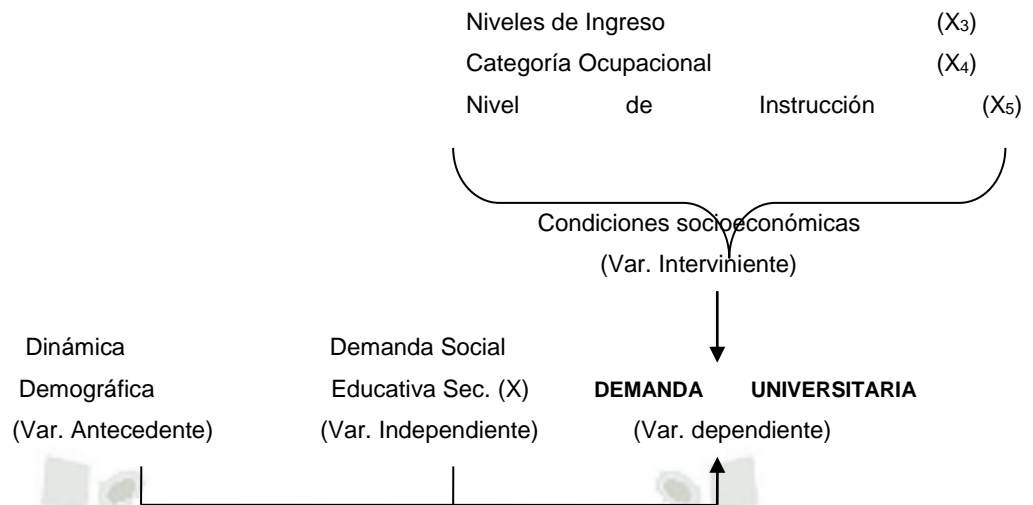 Niveles de Ingreso (X₃)
Categoría Ocupacional (X₄)
Nivel de Instrucción (X₅)
Condiciones socioeconómicas
(Var. Interviniente)
Dinámica Demanda Social
Demográfica Educativa Sec. (X) DEMANDA UNIVERSITARIA
(Var. Antecedente) (Var. Independiente) (Var. dependiente)